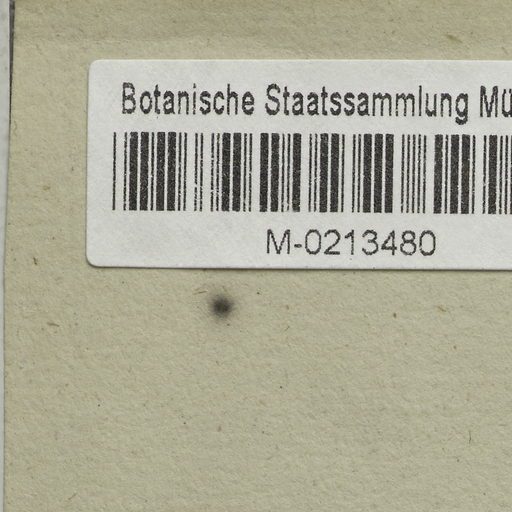 Botanische Staatssammlung Mü
M-0213480